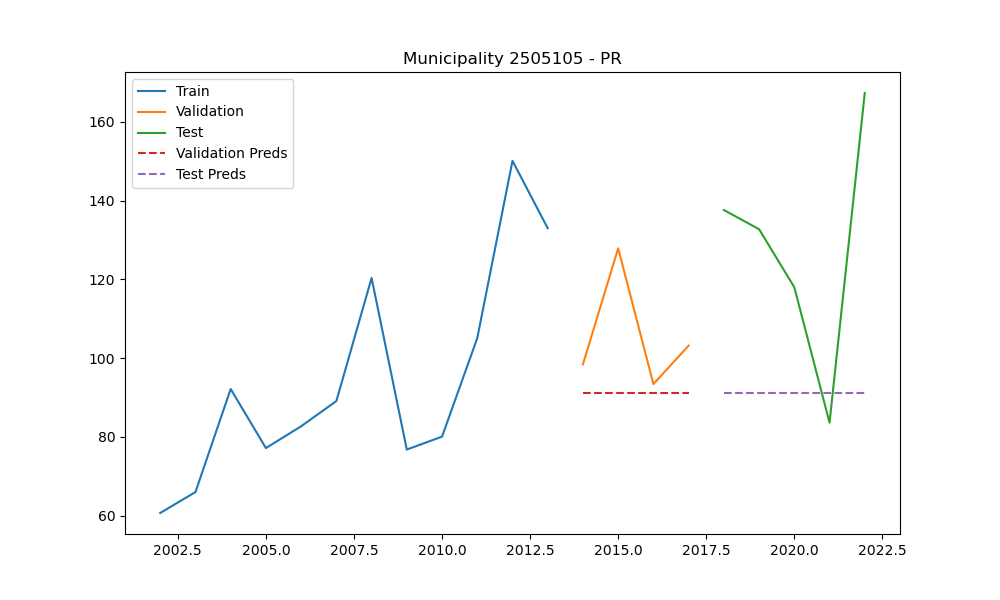 Municipality 2505105 - PR
Train
Validation
Test
Validation Preds
Test Preds
160
140
120
100
80
60
2002.5 2005.0 2007.5 2010.0 2012.5 2015.0 2017.5 2020.0 2022.5